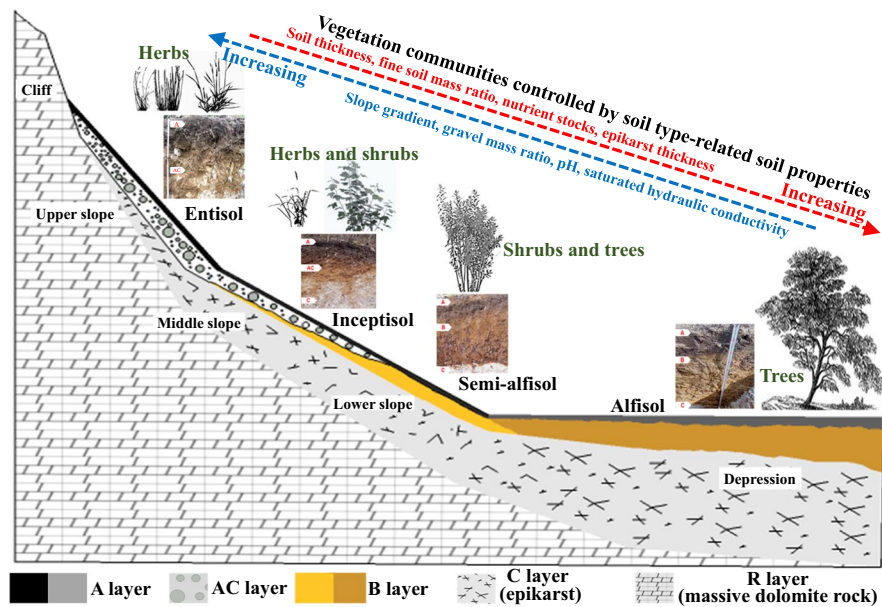 Vegetation communities controlled by soil type-related soil properties
Soil thickness, fine soil mass ratio, nutrient stocks, epikarst thickness
Increasing
Increasing
Slope gradient, gravel mass ratio, pH, saturated hydraulic conductivity
Herbs
Cliff
A
AC
Entisol
Upper slope
Herbs and shrubs
A
AC
C
Inceptisol
Middle slope
Shrubs and trees
A
B
C
Semi-alfisol
Lower slope
A
B
C
Trees
Alfisol
Depression
A layer
AC layer
B layer
C layer
(epikarst)
R layer
(massive dolomite rock)